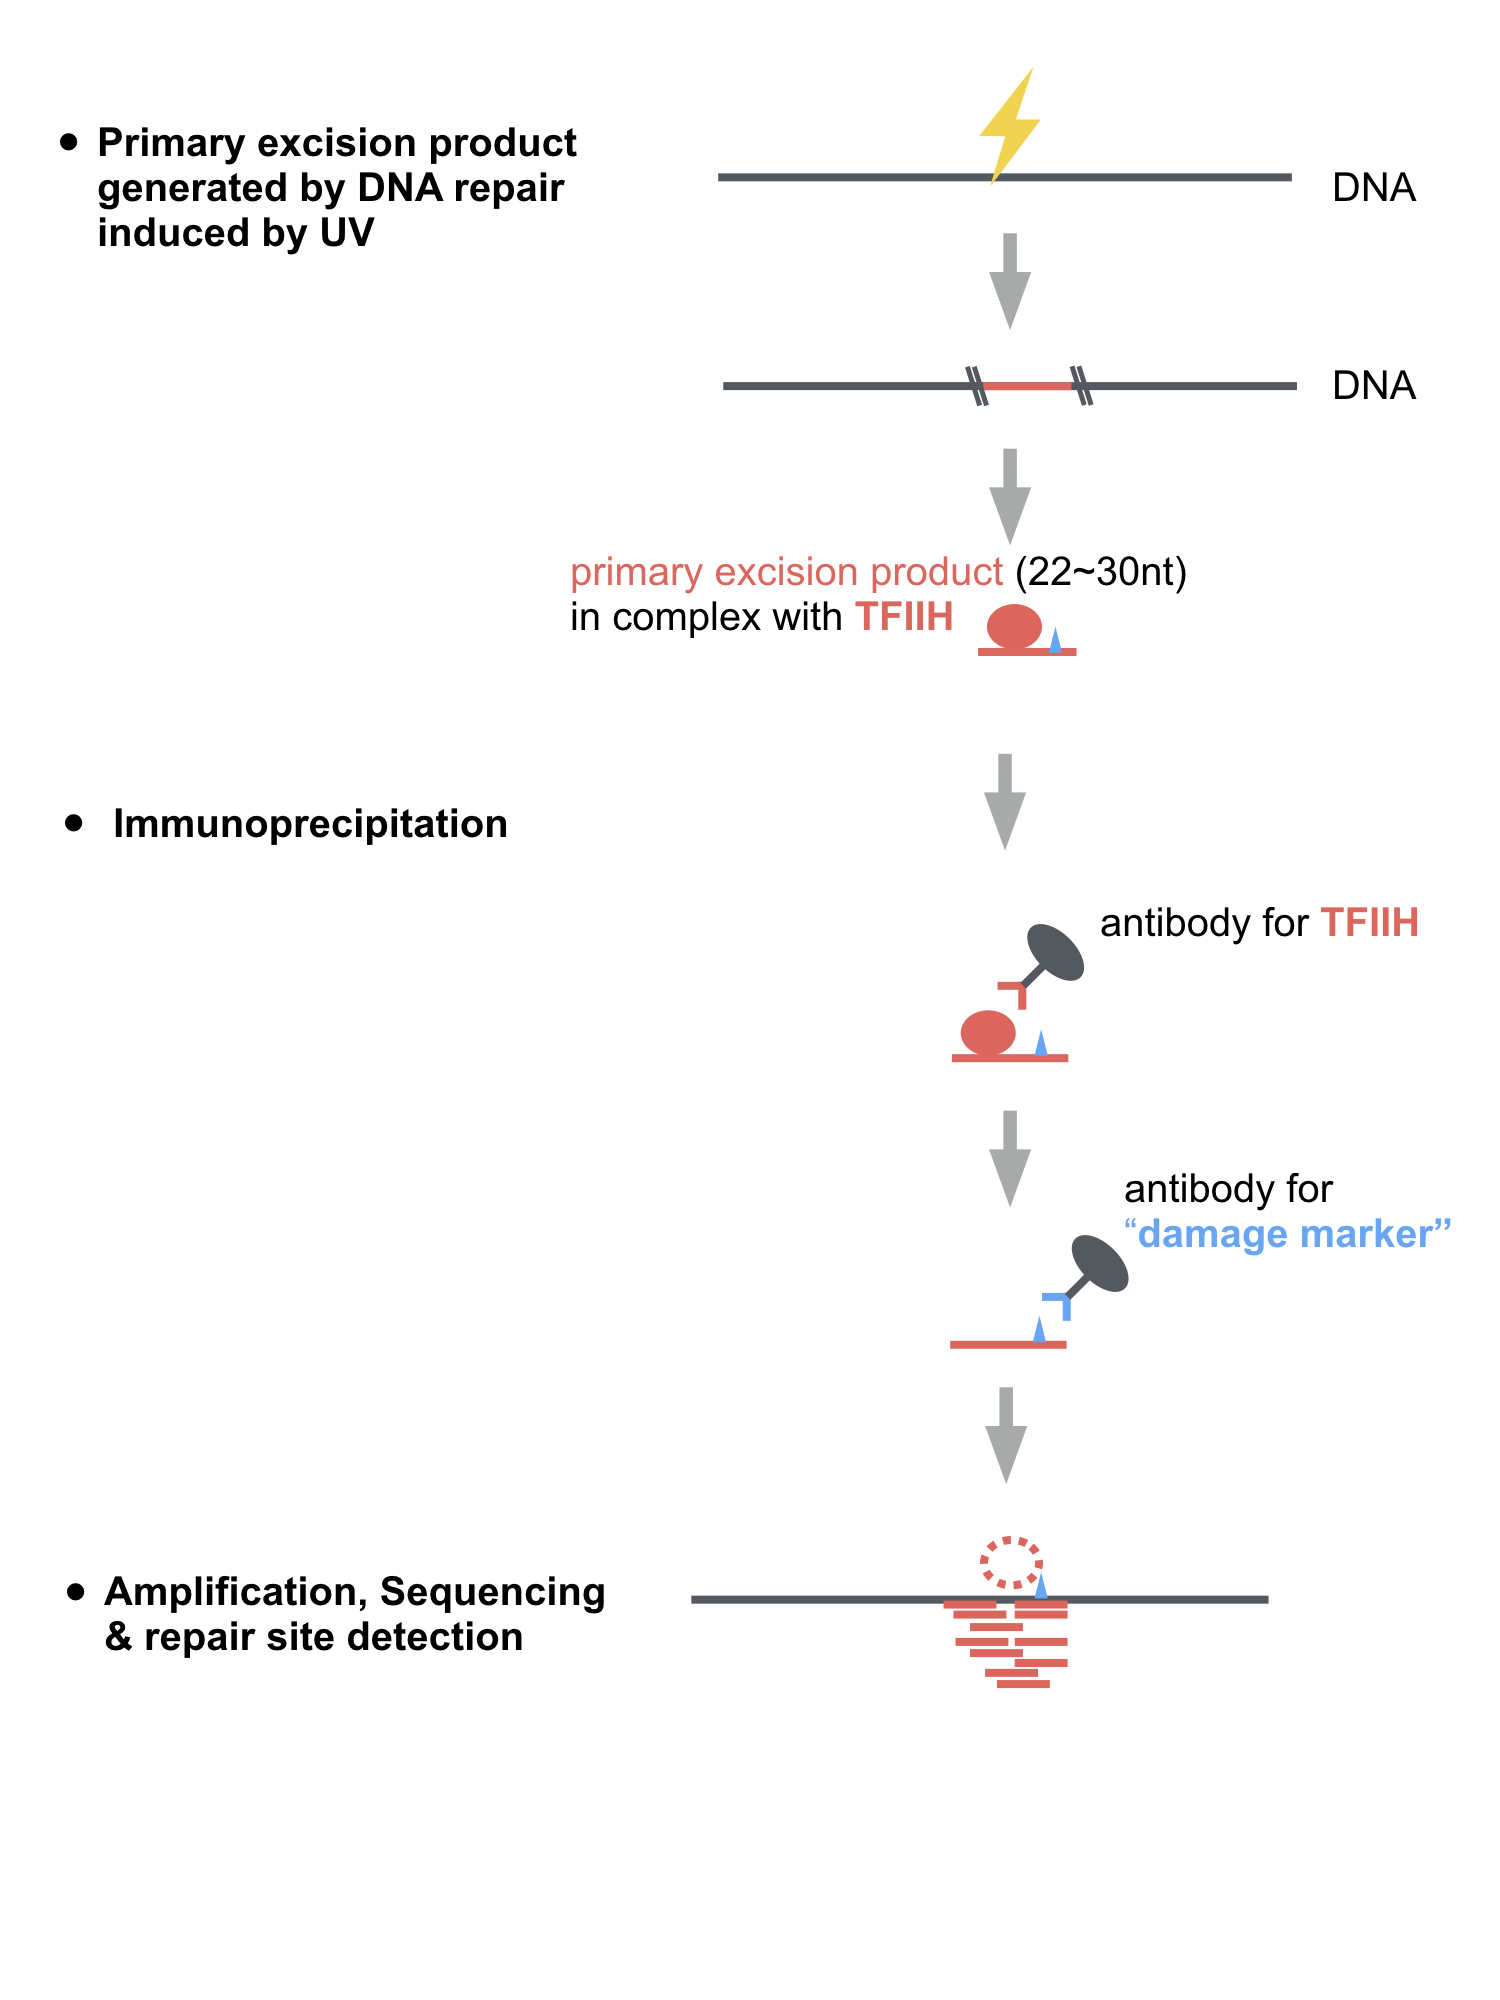 • Primary excision product
generated by DNA repair
induced by UV
DNA
DNA
primary excision product (22~30nt)
in complex with TFIIH
• Immunoprecipitation
antibody for TFIIH
antibody for
“damage marker”
• Amplification, Sequencing
& repair site detection